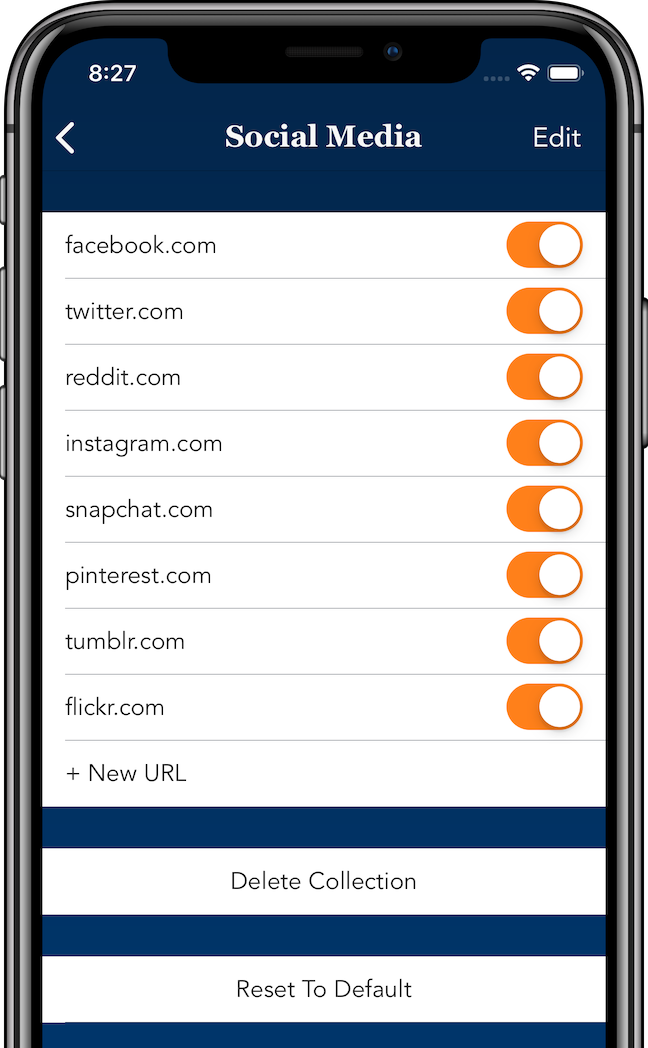 8:27
Social Media
Edit
facebook.com
twitter.com
reddit.com
instagram.com
snapchat.com
pinterest.com
tumblr.com
flickr.com
+ New URL
Delete Collection
Reset To Default